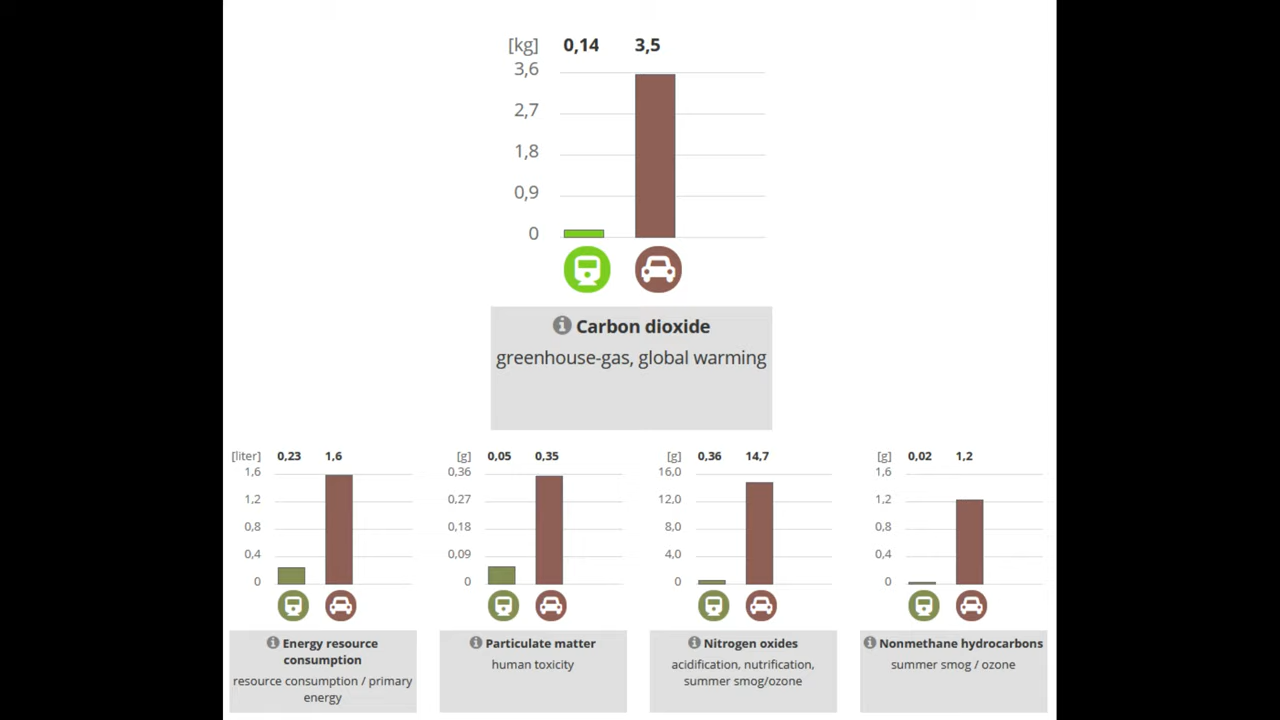 [kg] 0,14 3,5
3,6
2,7
1,8
0,9
0
Carbon dioxide
greenhouse-gas, global warming
[liter] 0,23 1,6
1,6
1,2
0,8
0,4
0
Energy resource
consumption
resource consumption / primary
energy
[g] 0,05 0,35
0,36
0,27
0,18
0,09
0
Particulate matter
human toxicity
[g] 0,36 14,7
16,0
12,0
8,0
4,0
0
Nitrogen oxides
acidification, nutrification,
summer smog/ozone
[g] 0,02 1,2
1,6
1,2
0,8
0,4
0
Nonmethane hydrocarbons
summer smog / ozone